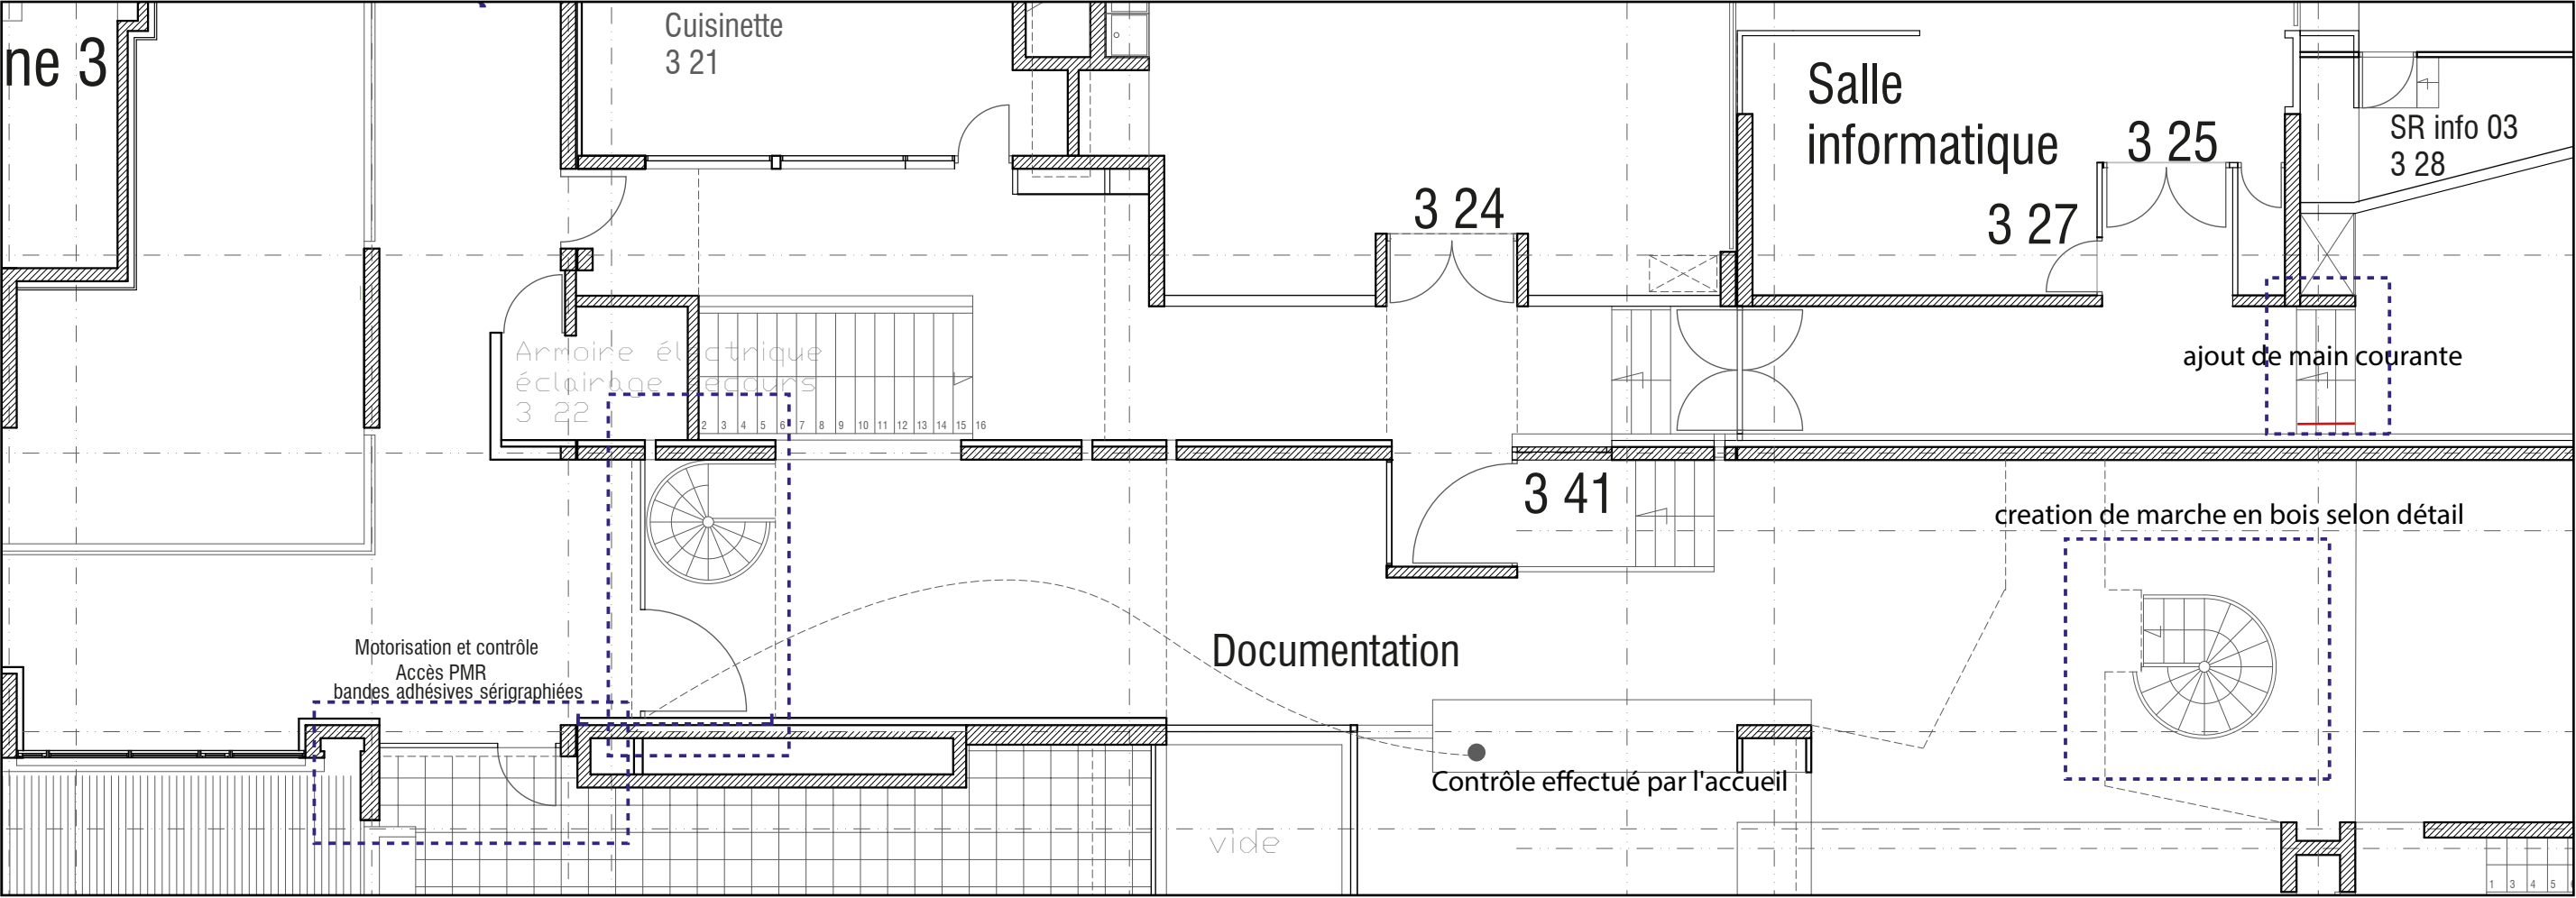 ne 3
Cuisinette
3 21
Salle
informatique
3 25
SR info 03
3 28
3 24
3 27
Armoire électrique
éclairage secours
3 22
ajout de main courante
2 3 4 5 6 7 8 9 10 11 12 13 14 15 16
3 41
creation de marche en bois selon détail
Motorisation et contrôle
Accès PMR
bandes adhésives sérigraphiées
Documentation
Contrôle effectué par l'accueil
vide
1 3 4 5